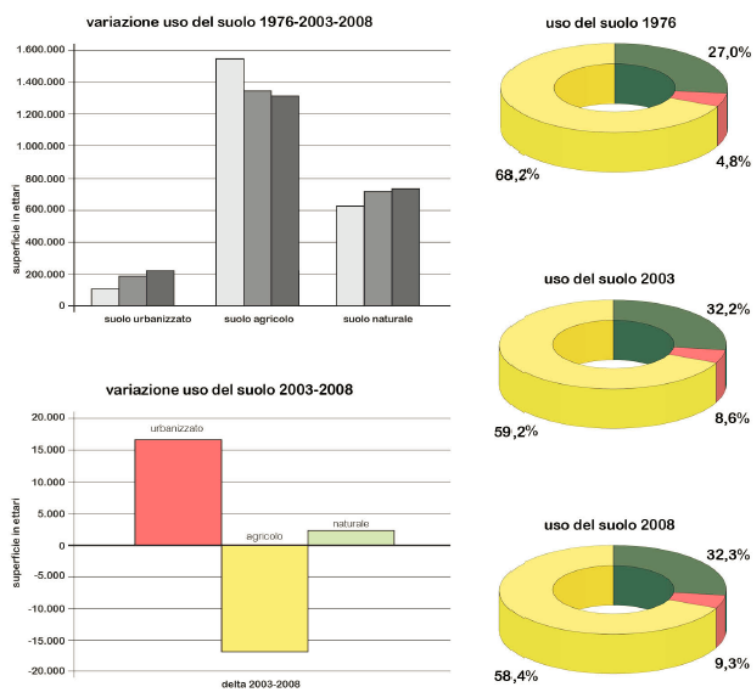 variazione uso del suolo 1976-2003-2008
1.600.000
1.400.000
1.200.000
1.000.000
800.000
600.000
400.000
200.000
0
superficie in ettari
suolo urbanizzato
suolo agricolo
suolo naturale
uso del suolo 1976
27,0%
4,8%
68,2%
uso del suolo 2003
32,2%
8,6%
59,2%
variazione uso del suolo 2003-2008
20.000
15.000
10.000
5.000
0
-5.000
-10.000
-15.000
-20.000
superficie in ettari
urbanizzato
agricolo
naturale
delta 2003-2008
uso del suolo 2008
32,3%
9,3%
58,4%